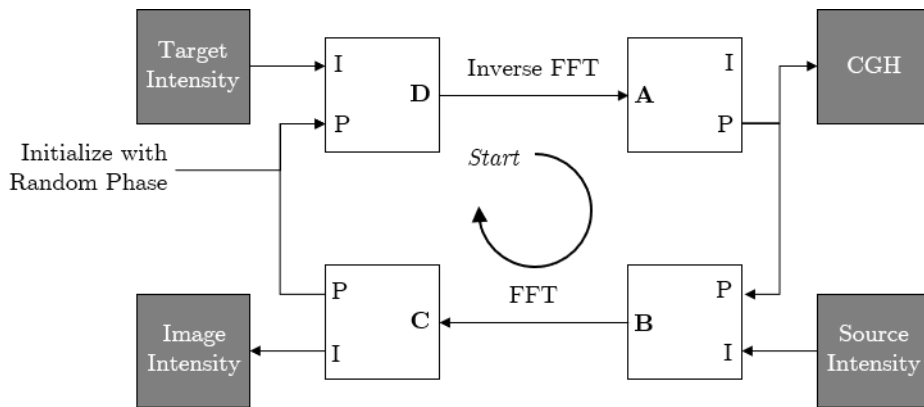 Target
Intensity
I
D
P
Inverse FFT
I
A
P
CGH
Initialize with
Random Phase
Start
FFT
P
C
I
Image
Intensity
P
B
I
Source
Intensity